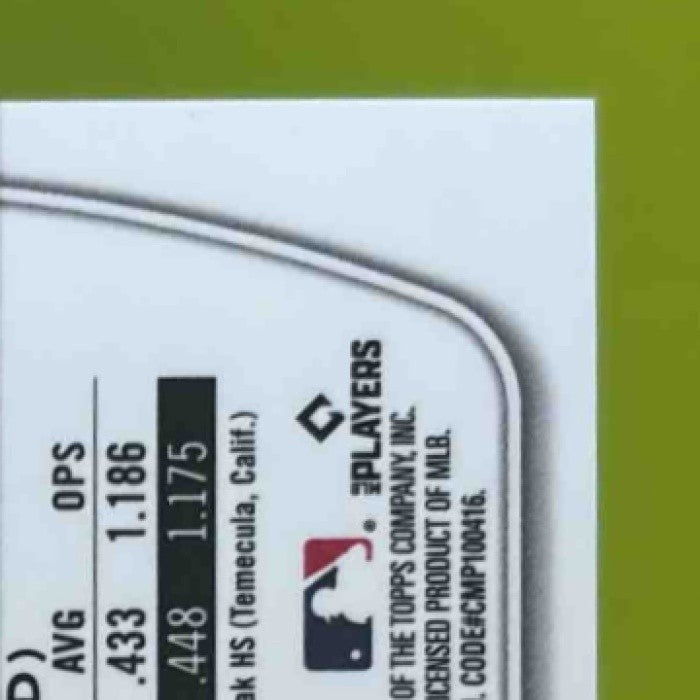 D)
AVG OPS
.433 1.186
.448 1.175
ak HS (Temecula, Calif.)
MLB PLAYERS
®
OF THE TOPPS COMPANY, INC.
ICENSED PRODUCT OF MLB.
CODE#CMP100416.